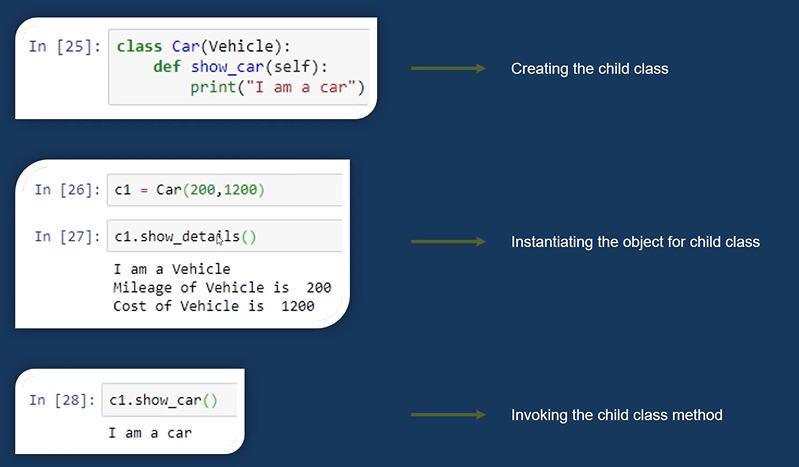 In [25]: class Car(Vehicle):
def show_car(self):
print("I am a car")
Creating the child class
In [26]: c1 = Car(200,1200)
In [27]: c1.show_details()
I am a Vehicle
Mileage of Vehicle is  200
Cost of Vehicle is  1200
Instantiating the object for child class
In [28]: c1.show_car()
I am a car
Invoking the child class method